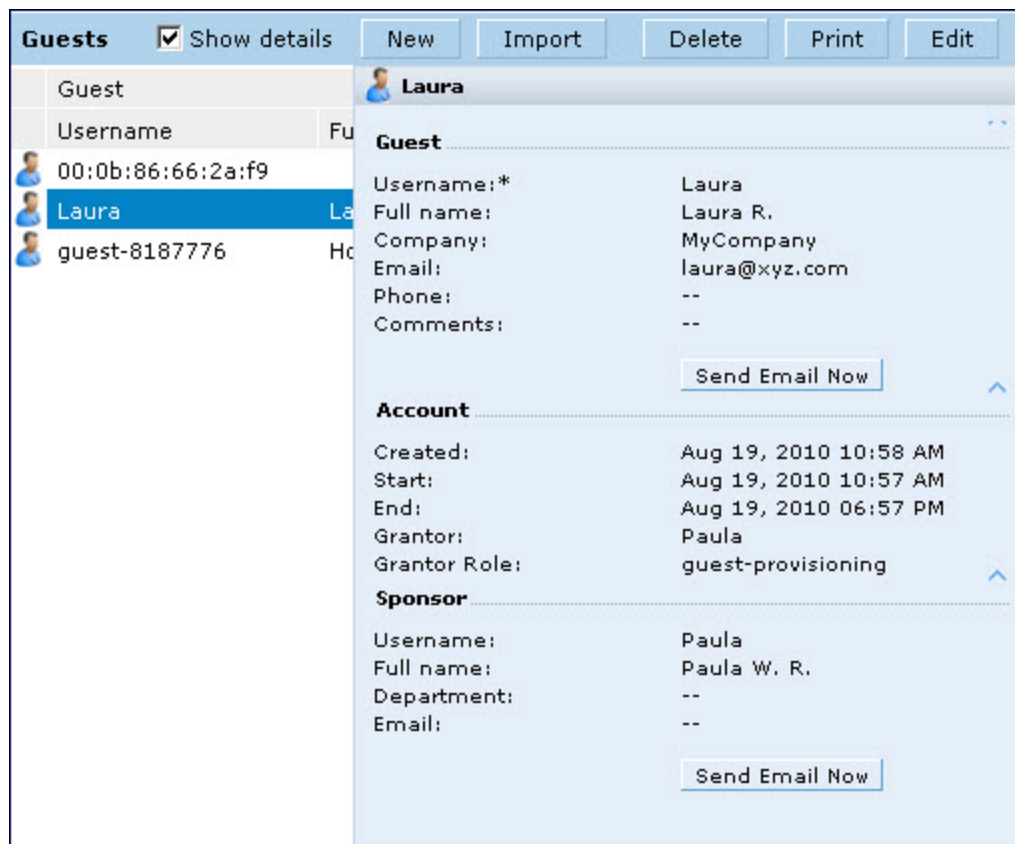 Guests Show details New Import Delete Print Edit
Guest
Username Fu
00:0b:86:66:2a:f9
Laura La
guest-8187776 Ho
Laura
Guest
Username:* Laura
Full name: Laura R.
Company: MyCompany
Email: laura@xyz.com
Phone: --
Comments: --
Send Email Now
Account
Created: Aug 19, 2010 10:58 AM
Start: Aug 19, 2010 10:57 AM
End: Aug 19, 2010 06:57 PM
Grantor: Paula
Grantor Role: guest-provisioning
Sponsor
Username: Paula
Full name: Paula W. R.
Department: --
Email: --
Send Email Now